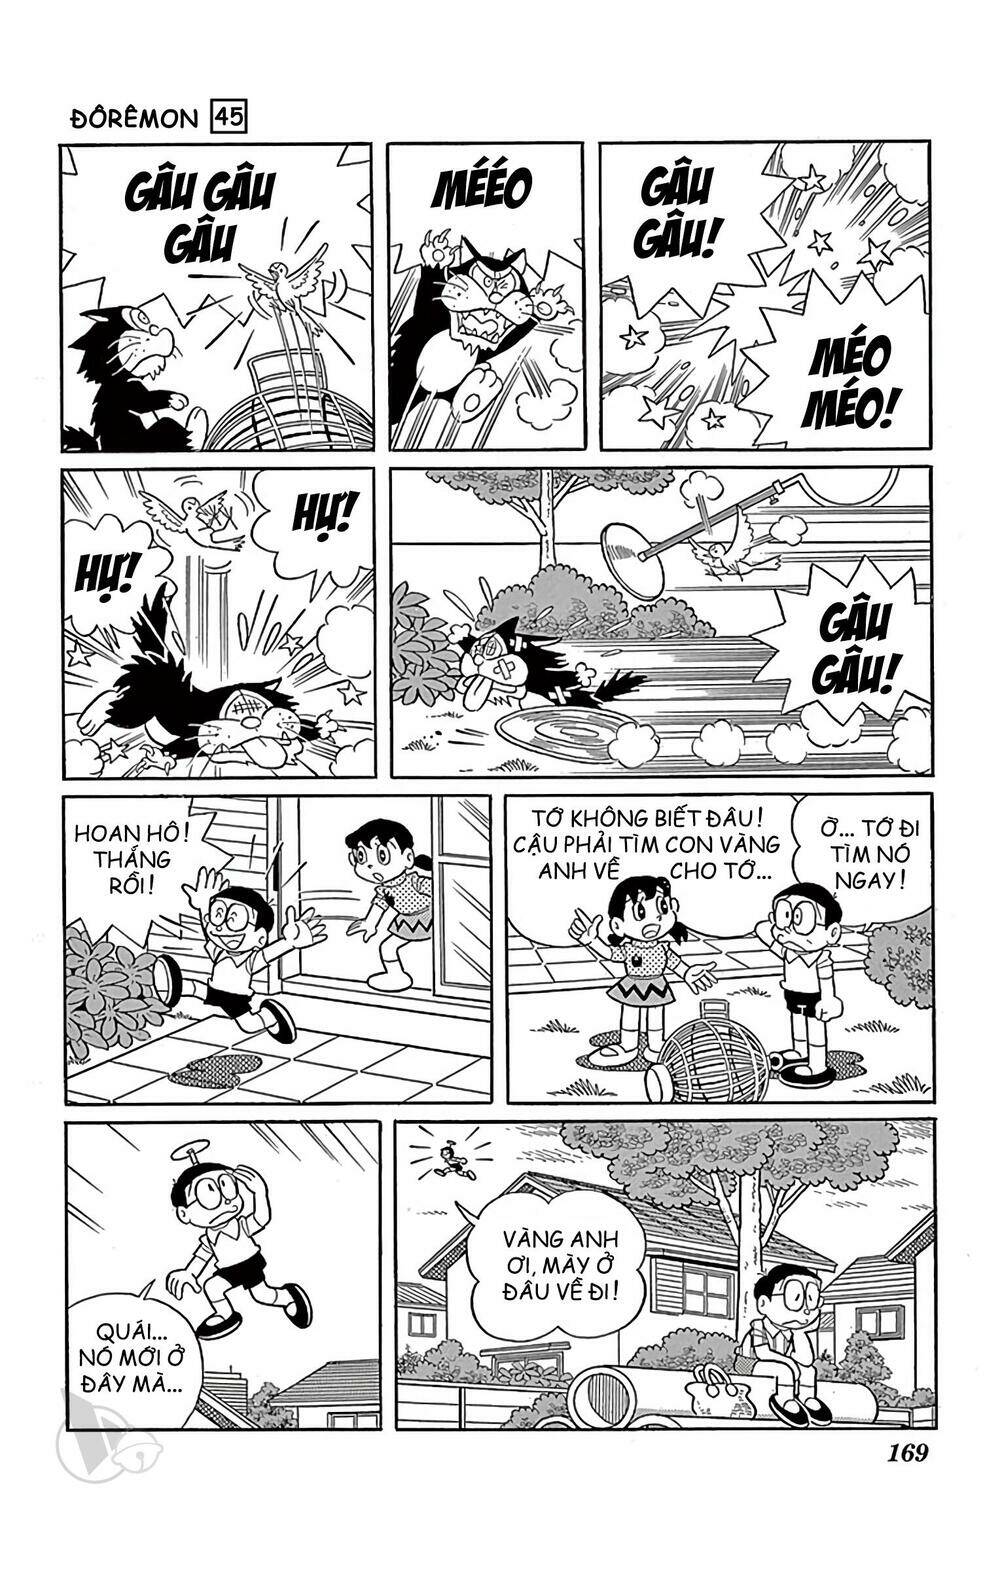 ĐÔRÊMON 45
GÂU GÂU
GÂU
MÉÉO
GÂU
GÂU!
MÉO
MÉO!
HỰ!
HỰ!
GÂU
GÂU!
HOAN HÔ!
THẮNG
RỒI!
TỚ KHÔNG BIẾT ĐÂU!
CẬU PHẢI TÌM CON VÀNG
ANH VỀ CHO TỚ...
Ờ... TỚ ĐI
TÌM NÓ
NGAY!
QUÁI...
NÓ MỚI Ở
ĐÂY MÀ...
VÀNG ANH
ƠI, MÀY Ở
ĐÂU VỀ ĐI!
169